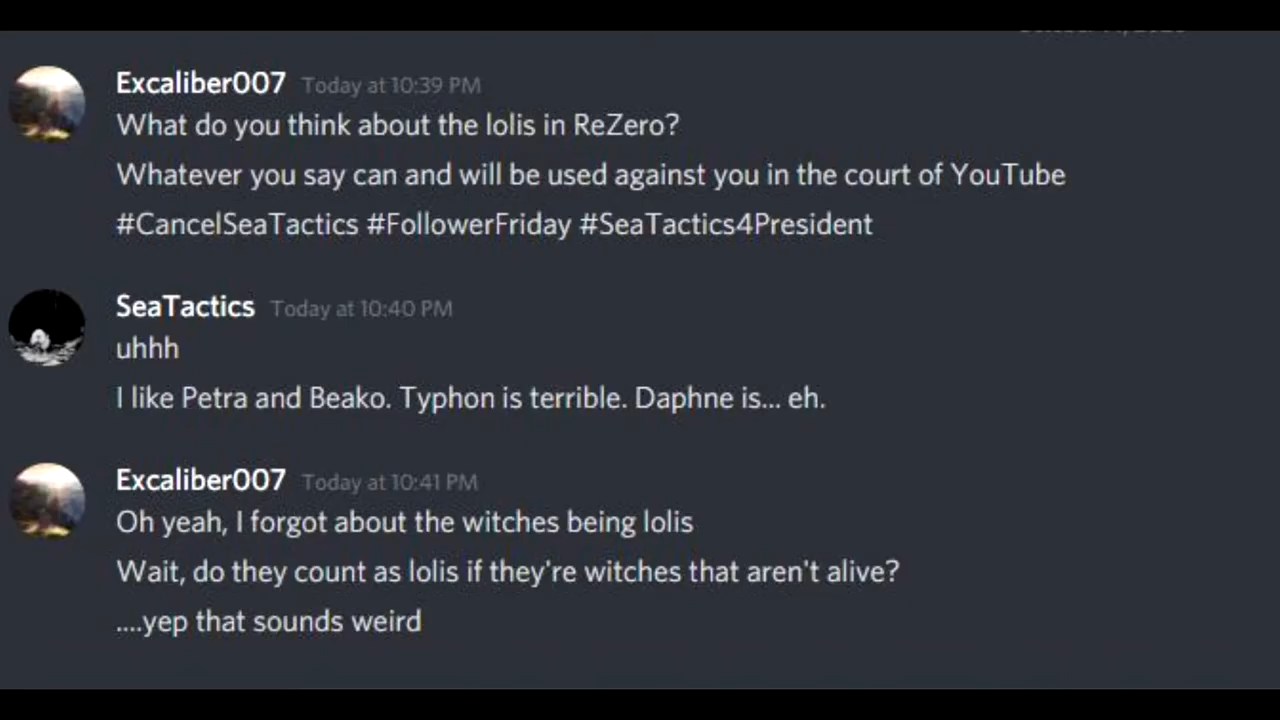 Excaliber007 Today at 10:39 PM
What do you think about the lolis in ReZero?
Whatever you say can and will be used against you in the court of YouTube
#CancelSeaTactics #FollowerFriday #SeaTactics4President
SeaTactics Today at 10:40 PM
uhhh
I like Petra and Beako. Typhon is terrible. Daphne is... eh.
Excaliber007 Today at 10:41 PM
Oh yeah, I forgot about the witches being lolis
Wait, do they count as lolis if they're witches that aren't alive?
....yep that sounds weird